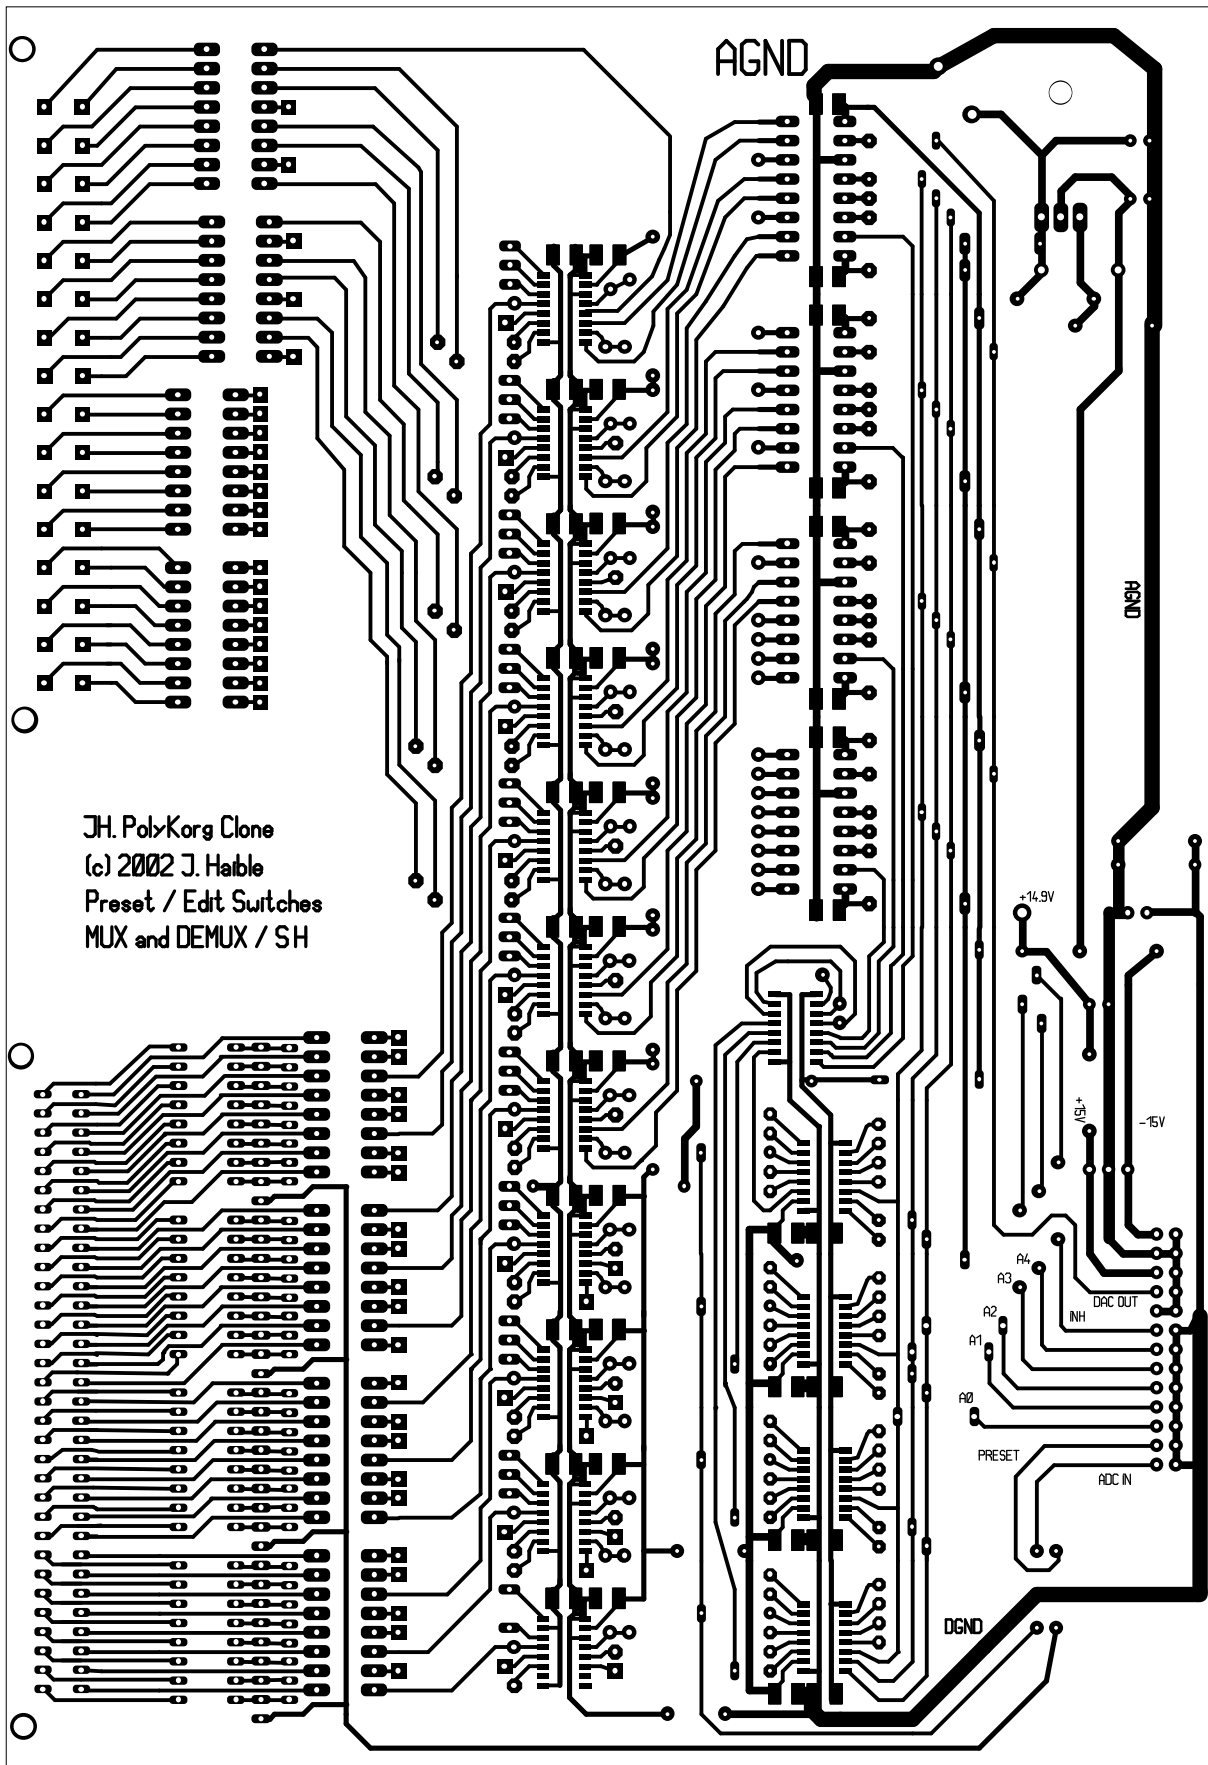 AGND
AGND
JH. PolyKorg Clone
(c) 2002 J. Haible
Preset / Edit Switches
MUX and DEMUX / SH
+14.9V
+15V
-15V
A4
A3
DAC OUT
A2
INH
A1
A0
PRESET
ADC IN
DGND